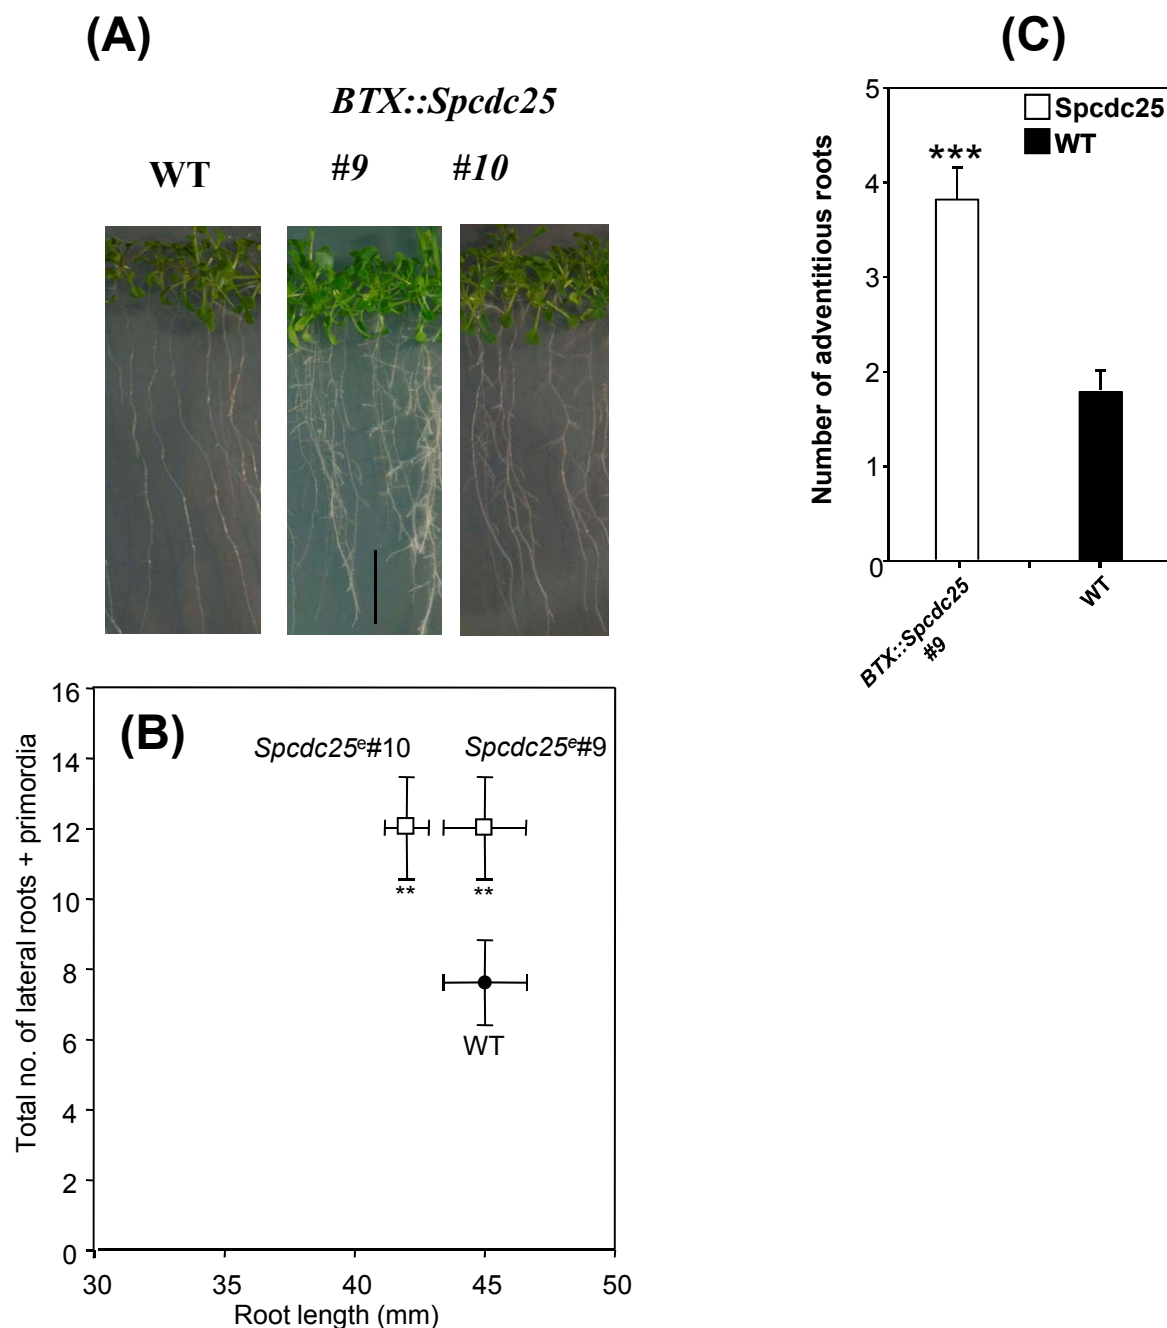 (A)
BTX::Spcdc25
WT
#9
#10
(C)
5
4
3
2
1
0
Number of adventitious roots
Spcdc25
WT
***
BTX::Spcdc25
#9
WT
(B)
16
14
12
10
8
6
4
2
0
Total no. of lateral roots + primordia
Spcdc25ᵉ#10
Spcdc25ᵉ#9
**
**
WT
30
35
40
45
50
Root length (mm)